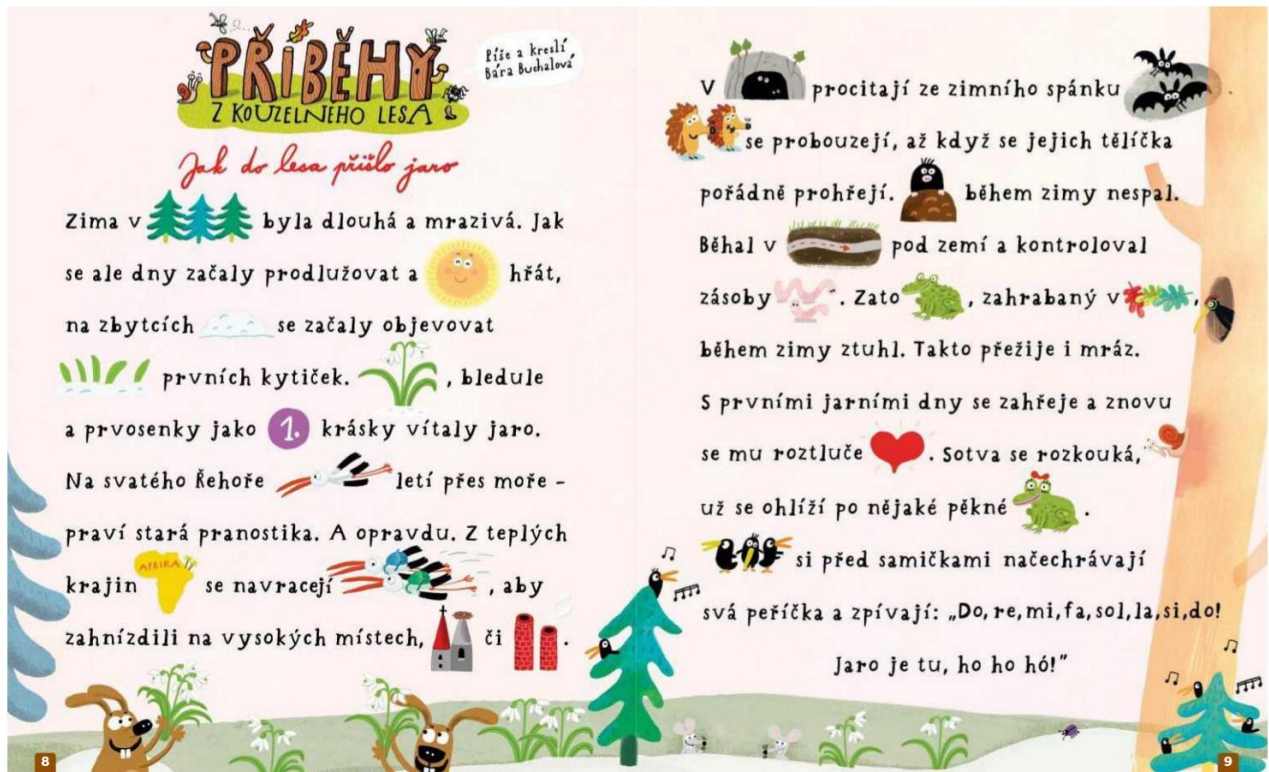 PŘÍBĚHY
Z KOUZELNÉHO LESA
Píše a kreslí
Bára Buchalová
Jak do lesa přišlo jaro
Zima v byla dlouhá a mrazivá. Jak
se ale dny začaly prodlužovat a hřát,
na zbytcích se začaly objevovat
prvních kytiček. , bledule
a prvosenky jako 1. krásky vítaly jaro.
Na svatého Řehoře letí přes moře –
praví stará pranostika. A opravdu. Z teplých
krajin AFRIKA se navracejí , aby
zahnízdili na vysokých místech, či .
8
V procitají ze zimního spánku .
se probouzejí, až když se jejich tělíčka
pořádně prohřejí. během zimy nespal.
Běhal v pod zemí a kontroloval
zásoby . Zato , zahrabaný v ,
během zimy ztuhl. Takto přežije i mráz.
S prvními jarními dny se zahřeje a znovu
se mu roztluče . Sotva se rozkouká,
už se ohlíží po nějaké pěkné .
si před samičkami načechrávají
svá peříčka a zpívají: „Do, re, mi, fa, sol, la, si, do!
Jaro je tu, ho ho hó!"
9